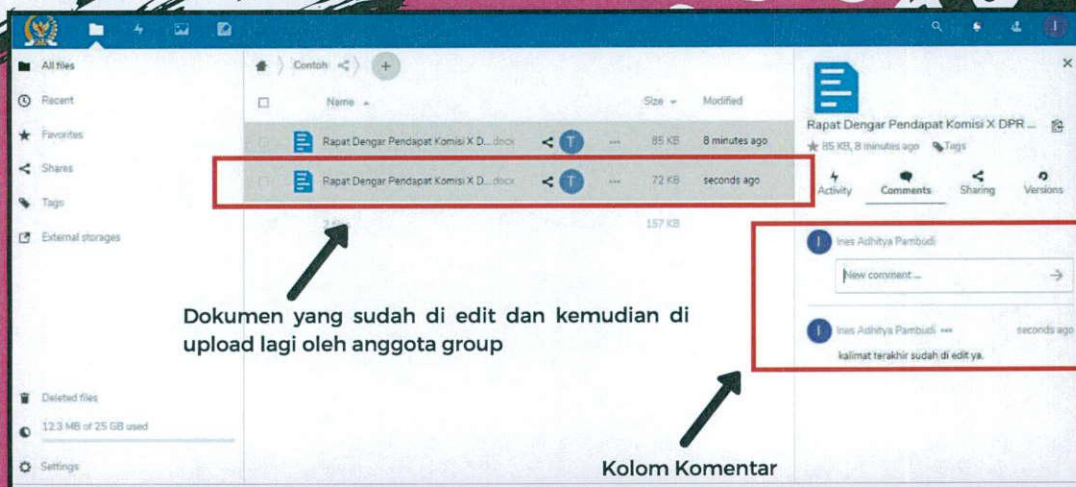 All files
Recent
Favorites
Shares
Tags
External storages
Deleted files
12.3 MB of 25 GB used
Settings
Contoh
+
Name
Size
Modified
Rapat Dengar Pendapat Komisi X D... .docx
T
...
85 KB
8 minutes ago
Rapat Dengar Pendapat Komisi X D... .docx
T
...
72 KB
seconds ago
157 KB
Dokumen yang sudah di edit dan kemudian di
upload lagi oleh anggota group
Kolom Komentar
I
×
Rapat Dengar Pendapat Komisi X DPR ...
85 KB, 8 minutes ago
Tags
Activity
Comments
Sharing
Versions
I
Ines Adhitya Pambudi
New comment ...
I
Ines Adhitya Pambudi ...
seconds ago
kalimat terakhir sudah di edit ya.